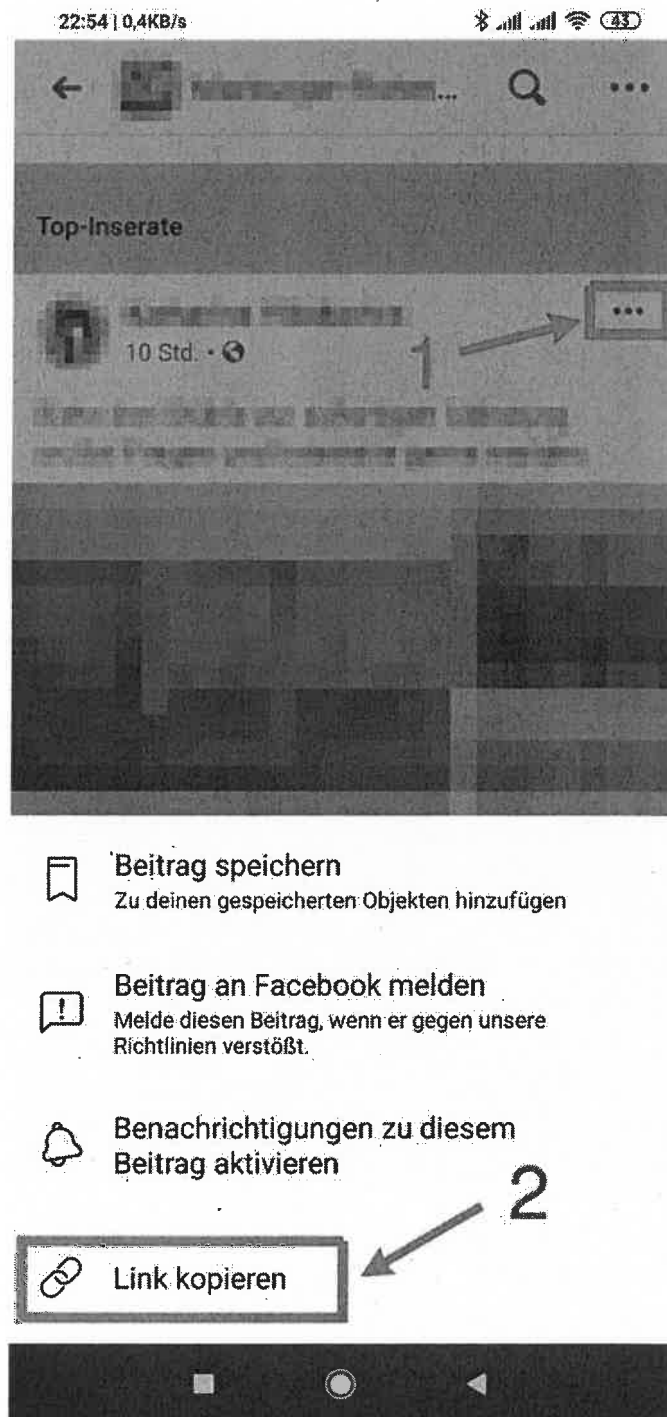 22:54 | 0,4KB/s
43
...
Top-Inserate
10 Std. ·
1
Beitrag speichern
Zu deinen gespeicherten Objekten hinzufügen
Beitrag an Facebook melden
Melde diesen Beitrag, wenn er gegen unsere
Richtlinien verstößt.
Benachrichtigungen zu diesem
Beitrag aktivieren
2
Link kopieren